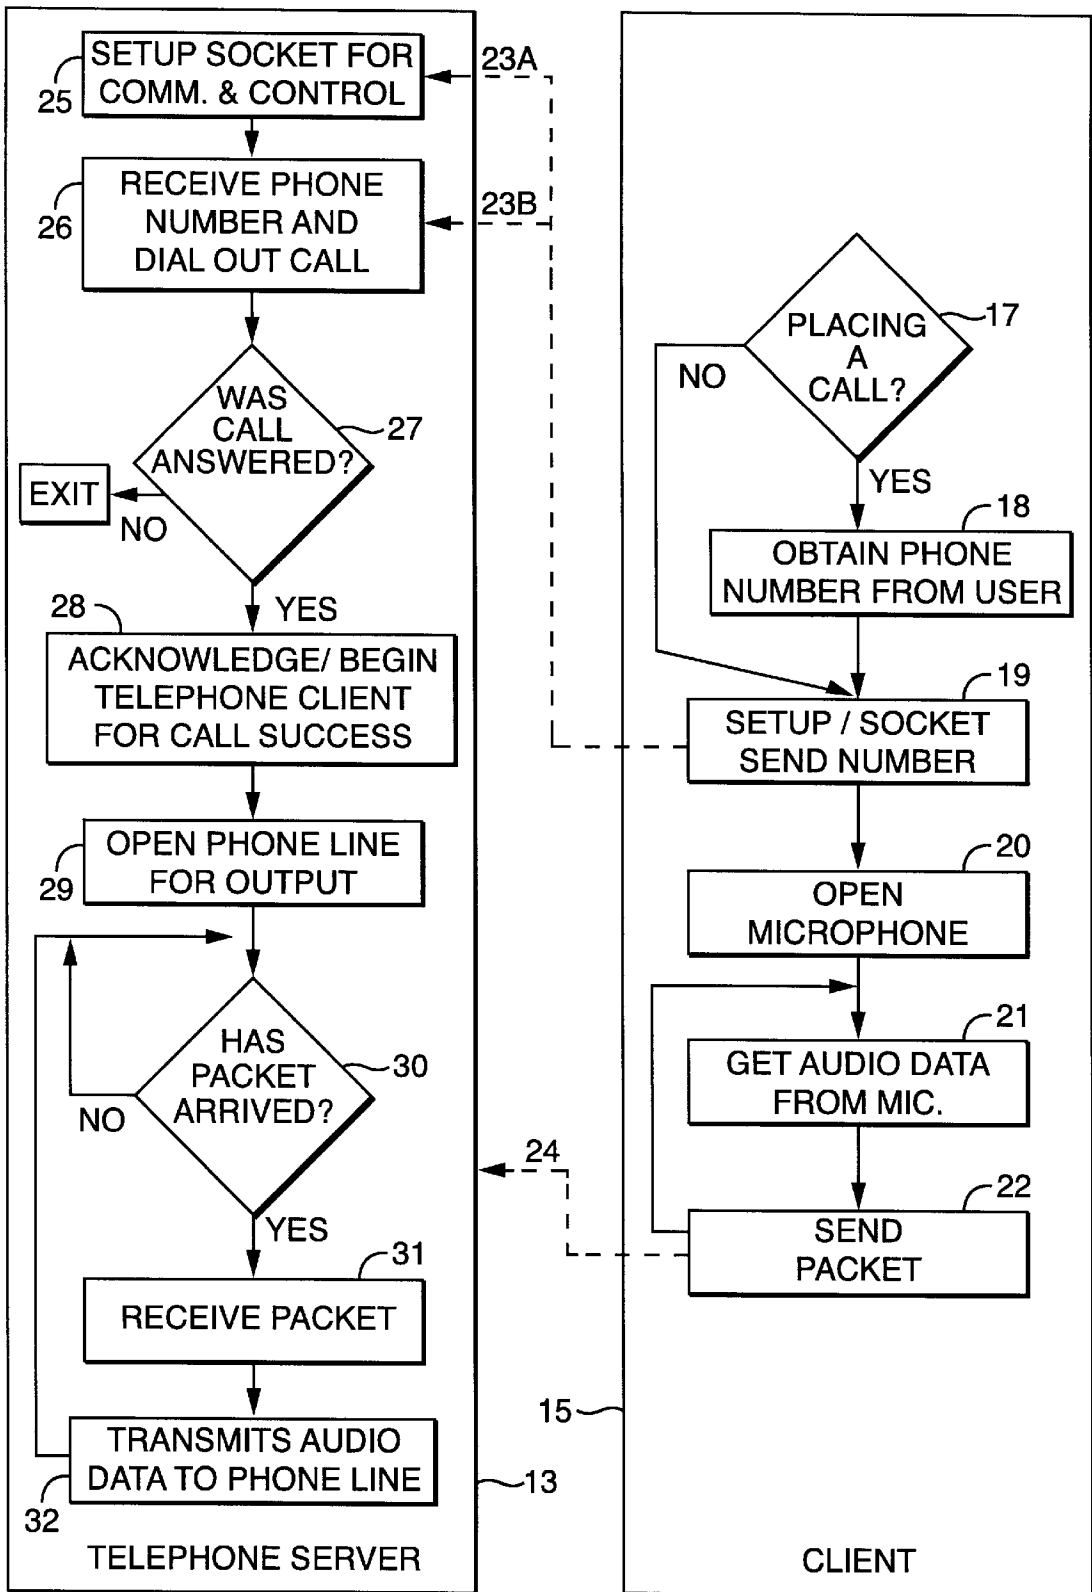 SETUP SOCKET FOR
COMM. & CONTROL
25
23A
RECEIVE PHONE
NUMBER AND
DIAL OUT CALL
26
23B
WAS
CALL
ANSWERED?
27
EXIT
NO
YES
28
ACKNOWLEDGE/ BEGIN
TELEPHONE CLIENT
FOR CALL SUCCESS
OPEN PHONE LINE
FOR OUTPUT
29
HAS
PACKET
ARRIVED?
30
NO
24
YES
31
RECEIVE PACKET
TRANSMITS AUDIO
DATA TO PHONE LINE
32
13
TELEPHONE SERVER
PLACING
A
CALL?
17
NO
YES
18
OBTAIN PHONE
NUMBER FROM USER
19
SETUP / SOCKET
SEND NUMBER
20
OPEN
MICROPHONE
21
GET AUDIO DATA
FROM MIC.
22
SEND
PACKET
15
CLIENT